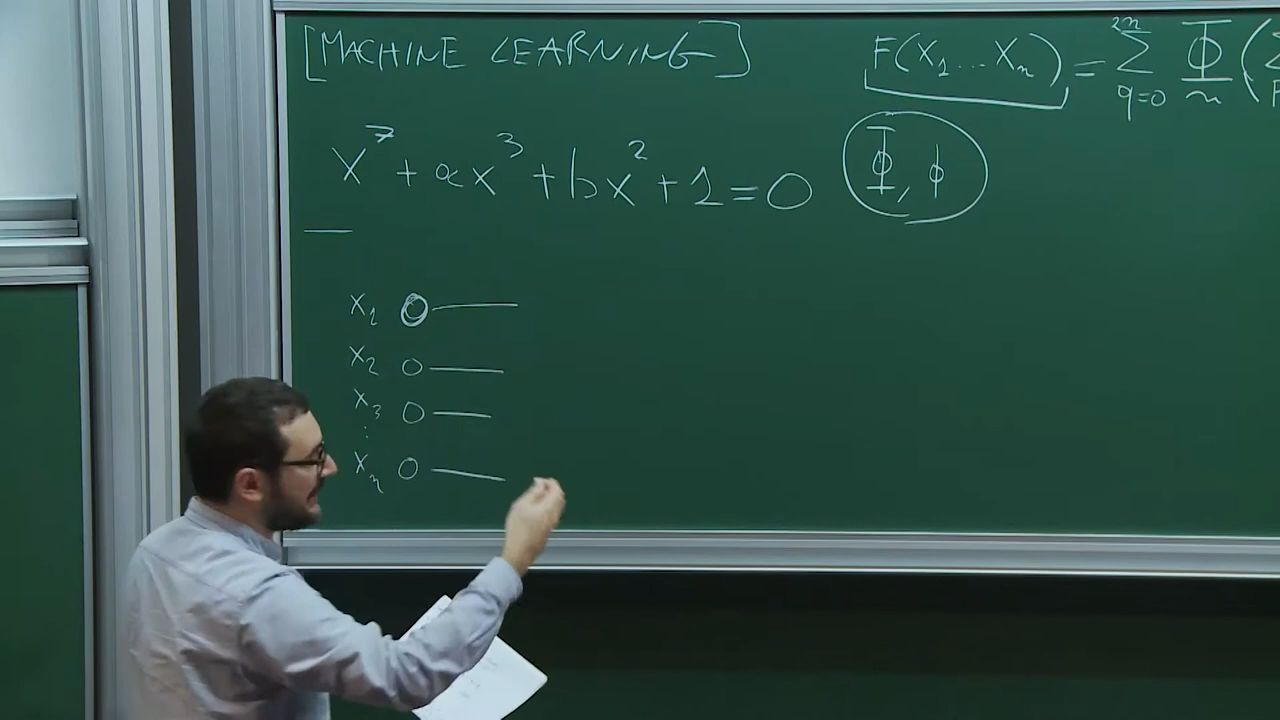 [MACHINE LEARNING]
F(X₁...Xₙ) = ∑_{q=0}^{2n} Φ (∑
x⁷ + ax³ + bx² + 1 = 0
Φ, ϕ
x₁
x₂
x₃
⋮
xₙ